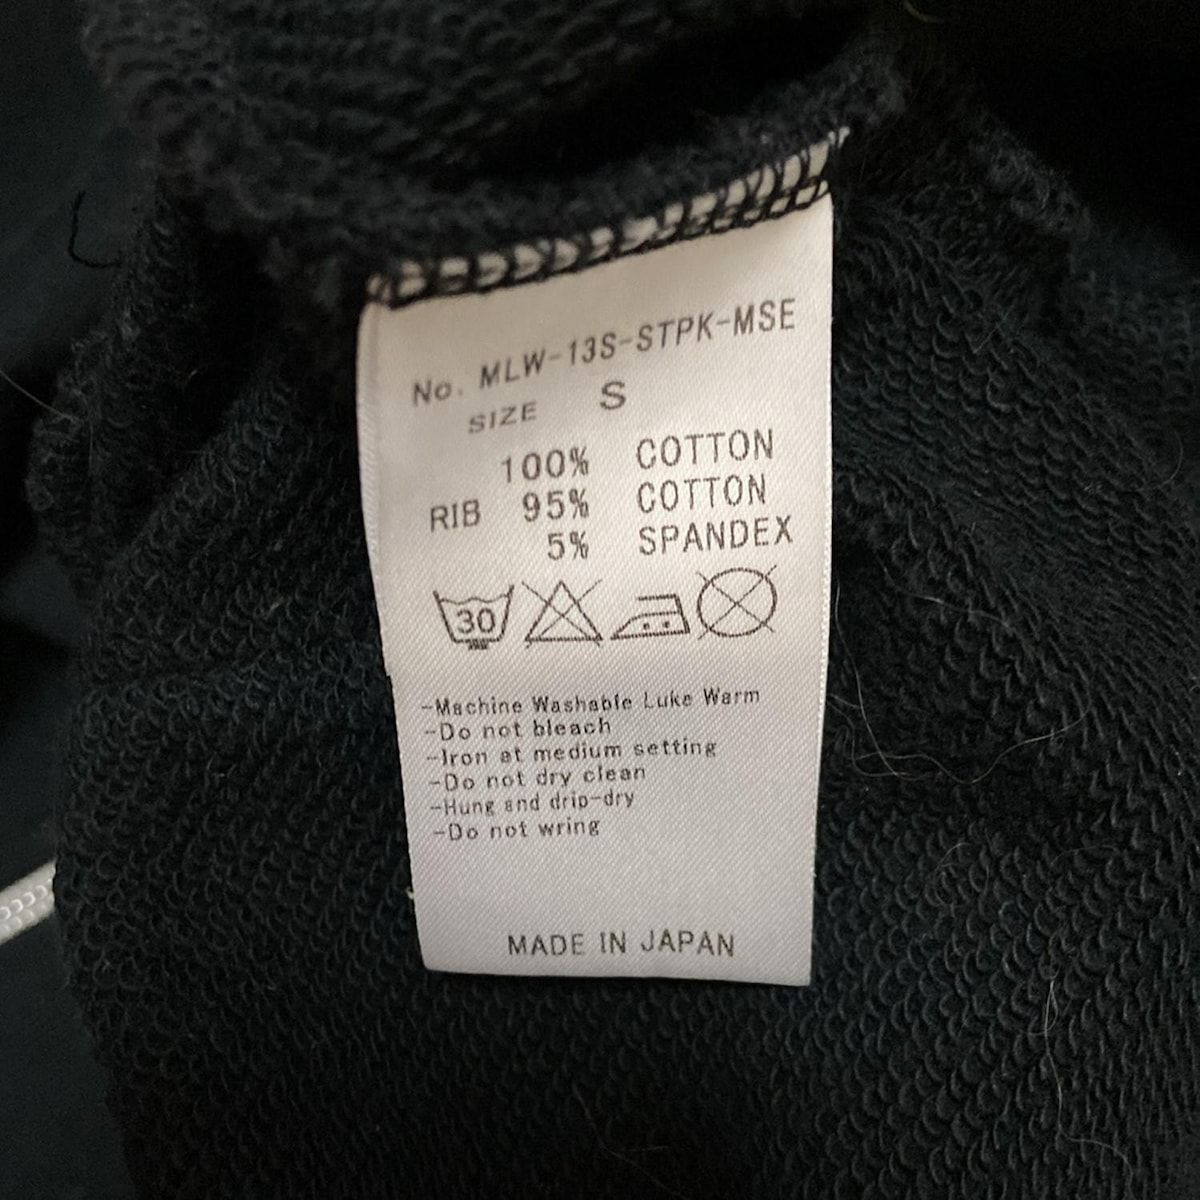 No. MLW-13S-STPK-MSE
SIZE S
100% COTTON
RIB 95% COTTON
5% SPANDEX
30
-Machine Washable Luke Warm
-Do not bleach
-Iron at medium setting
-Do not dry clean
-Hung and drip-dry
-Do not wring
MADE IN JAPAN